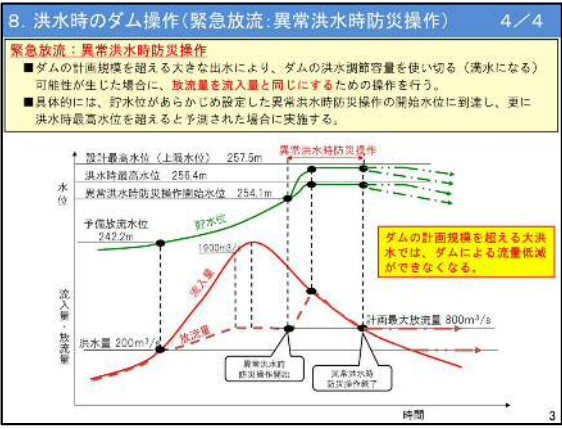 8. 洪水時のダム操作(緊急放流:異常洪水時防災操作) 4/4
緊急放流:異常洪水時防災操作
■ダムの計画規模を超える大きな出水により、ダムの洪水調節容量を使い切る(満水になる)
可能性が生じた場合に、放流量を流入量と同じにするための操作を行う。
■具体的には、貯水位があらかじめ設定した異常洪水時防災操作の開始水位に到達し、更に
洪水時最高水位を超えると予測された場合に実施する。
異常洪水時防災操作
設計最高水位(上限水位) 257.5m
洪水時最高水位 256.4m
異常洪水時防災操作開始水位 254.1m
水位
予備放流水位
242.2m
貯水位
1900m³/s
ダムの計画規模を超える大洪
水では、ダムによる流量低減
ができなくなる。
流入量・放流量
流入量
計画最大放流量 800m³/s
洪水量 200m³/s
放流量
異常洪水時
防災操作開始
異常洪水時
防災操作終了
時間
3